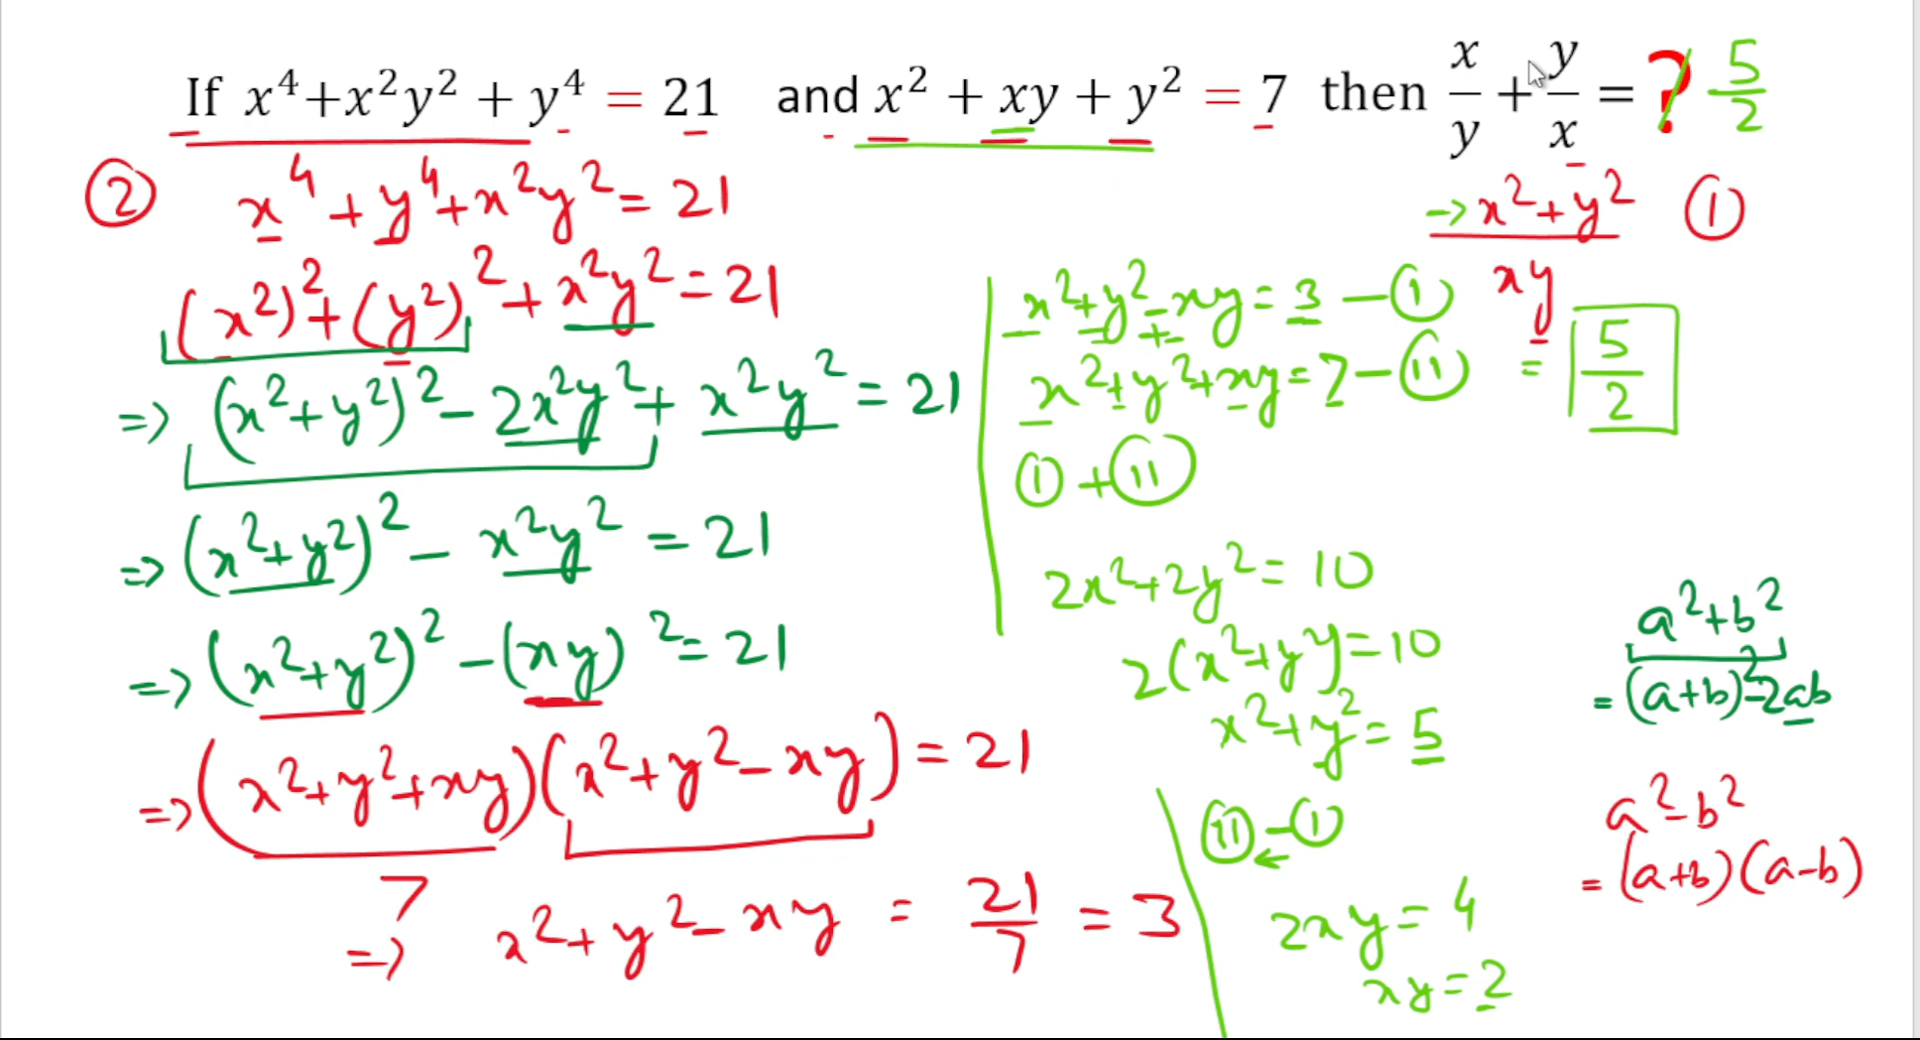 If x⁴+x²y² + y⁴ = 21 and x² + xy + y² = 7 then x/y + y/x = ? 5/2
② x⁴ + y⁴ + x²y² = 21
(x²)² + (y²)² + x²y² = 21
=> (x²+y²)² - 2x²y² + x²y² = 21
=> (x²+y²)² - x²y² = 21
=> (x²+y²)² - (xy)² = 21
=> (x²+y²+xy)(x²+y²-xy) = 21
7
=> x²+y²-xy = 21/7 = 3
x²+y²-xy = 3 - ①
+
x²+y²+xy = 7 - ⑪
① + ⑪
2x²+2y² = 10
2(x²+y²) = 10
x²+y² = 5
⑪ - ① ←
2xy = 4
xy = 2
-> x²+y² ①
xy
= 5/2
a²+b²
= (a+b)²-2ab
a²-b²
= (a+b)(a-b)